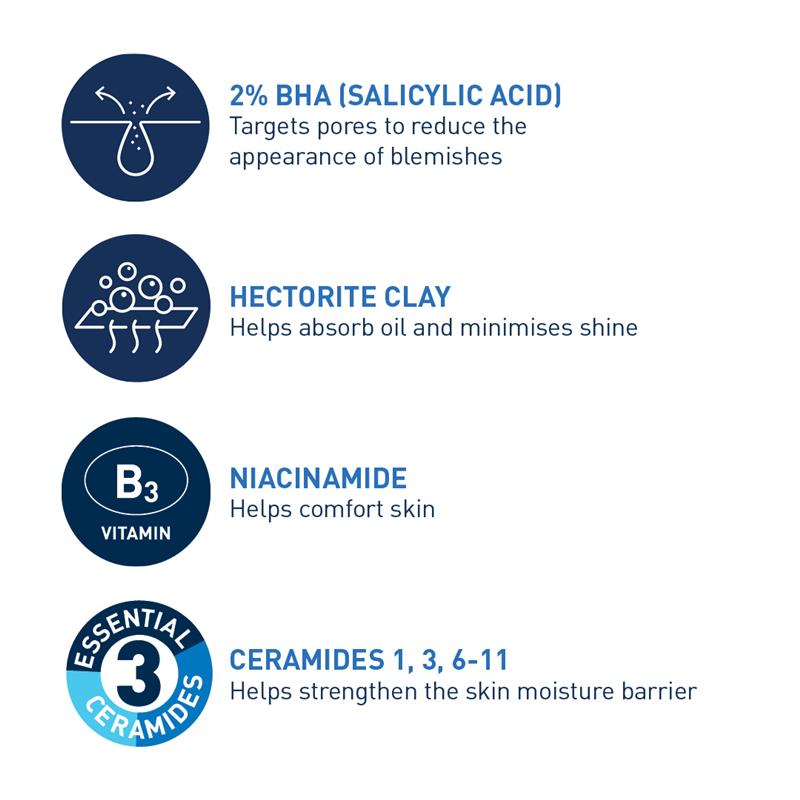 2% BHA (SALICYLIC ACID)
Targets pores to reduce the
appearance of blemishes
HECTORITE CLAY
Helps absorb oil and minimises shine
B3
VITAMIN
NIACINAMIDE
Helps comfort skin
ESSENTIAL
3
CERAMIDES
CERAMIDES 1, 3, 6-11
Helps strengthen the skin moisture barrier